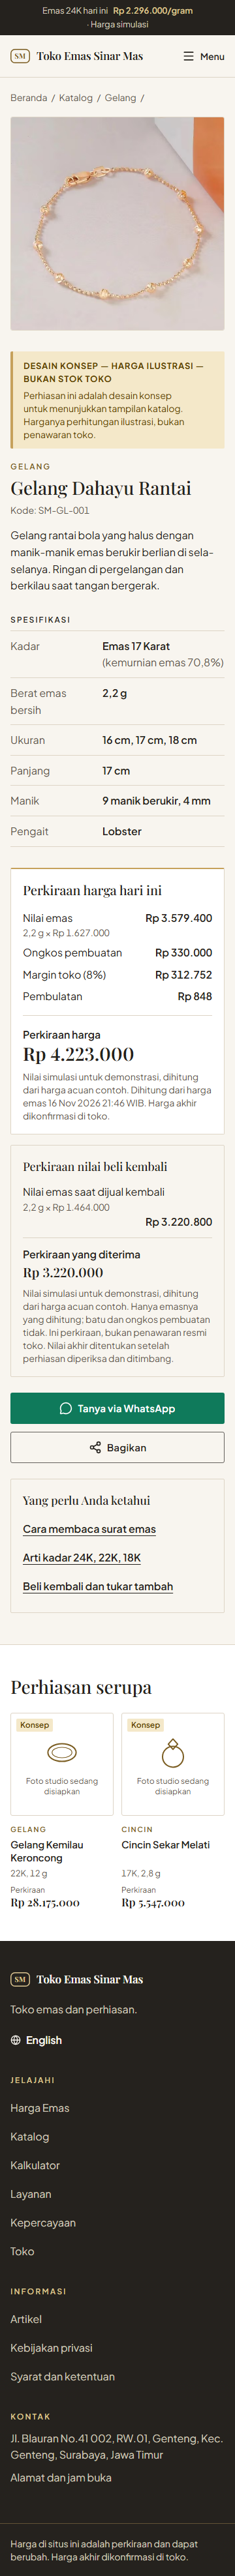 Emas 24K hari ini Rp 2.296.000/gram
· Harga simulasi
SM Toko Emas Sinar Mas
Menu
Beranda / Katalog / Gelang /
DESAIN KONSEP — HARGA ILUSTRASI —
BUKAN STOK TOKO
Perhiasan ini adalah desain konsep
untuk menunjukkan tampilan katalog.
Harganya perhitungan ilustrasi, bukan
penawaran toko.
GELANG
Gelang Dahayu Rantai
Kode: SM-GL-001
Gelang rantai bola yang halus dengan
manik-manik emas berukir berlian di sela-
selanya. Ringan di pergelangan dan
berkilau saat tangan bergerak.
SPESIFIKASI
Kadar Emas 17 Karat
(kemurnian emas 70,8%)
Berat emas 2,2 g
bersih
Ukuran 16 cm, 17 cm, 18 cm
Panjang 17 cm
Manik 9 manik berukir, 4 mm
Pengait Lobster
Perkiraan harga hari ini
Nilai emas Rp 3.579.400
2,2 g × Rp 1.627.000
Ongkos pembuatan Rp 330.000
Margin toko (8%) Rp 312.752
Pembulatan Rp 848
Perkiraan harga
Rp 4.223.000
Nilai simulasi untuk demonstrasi, dihitung
dari harga acuan contoh. Dihitung dari harga
emas 16 Nov 2026 21:46 WIB. Harga akhir
dikonfirmasi di toko.
Perkiraan nilai beli kembali
Nilai emas saat dijual kembali
2,2 g × Rp 1.464.000
Rp 3.220.800
Perkiraan yang diterima
Rp 3.220.000
Nilai simulasi untuk demonstrasi, dihitung
dari harga acuan contoh. Hanya emasnya
yang dihitung; batu dan ongkos pembuatan
tidak. Ini perkiraan, bukan penawaran resmi
toko. Nilai akhir ditentukan setelah
perhiasan diperiksa dan ditimbang.
Tanya via WhatsApp
Bagikan
Yang perlu Anda ketahui
Cara membaca surat emas
Arti kadar 24K, 22K, 18K
Beli kembali dan tukar tambah
Perhiasan serupa
Konsep
Foto studio sedang
disiapkan
GELANG
Gelang Kemilau
Keroncong
22K, 12 g
Perkiraan
Rp 28.175.000
Konsep
Foto studio sedang
disiapkan
CINCIN
Cincin Sekar Melati
17K, 2,8 g
Perkiraan
Rp 5.547.000
SM Toko Emas Sinar Mas
Toko emas dan perhiasan.
English
JELAJAHI
Harga Emas
Katalog
Kalkulator
Layanan
Kepercayaan
Toko
INFORMASI
Artikel
Kebijakan privasi
Syarat dan ketentuan
KONTAK
Jl. Blauran No.41 002, RW.01, Genteng, Kec.
Genteng, Surabaya, Jawa Timur
Alamat dan jam buka
Harga di situs ini adalah perkiraan dan dapat
berubah. Harga akhir dikonfirmasi di toko.